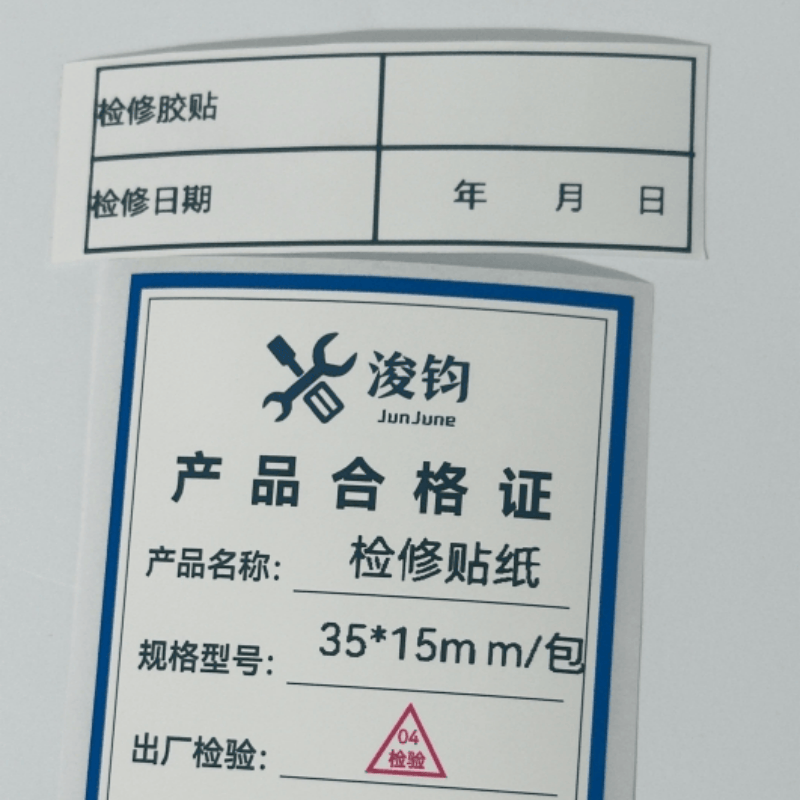 检修胶贴
检修日期 年 月 日
浚钧
JunJune
产品合格证
产品名称: 检修贴纸
规格型号: 35*15mm/包
出厂检验: 04
检验